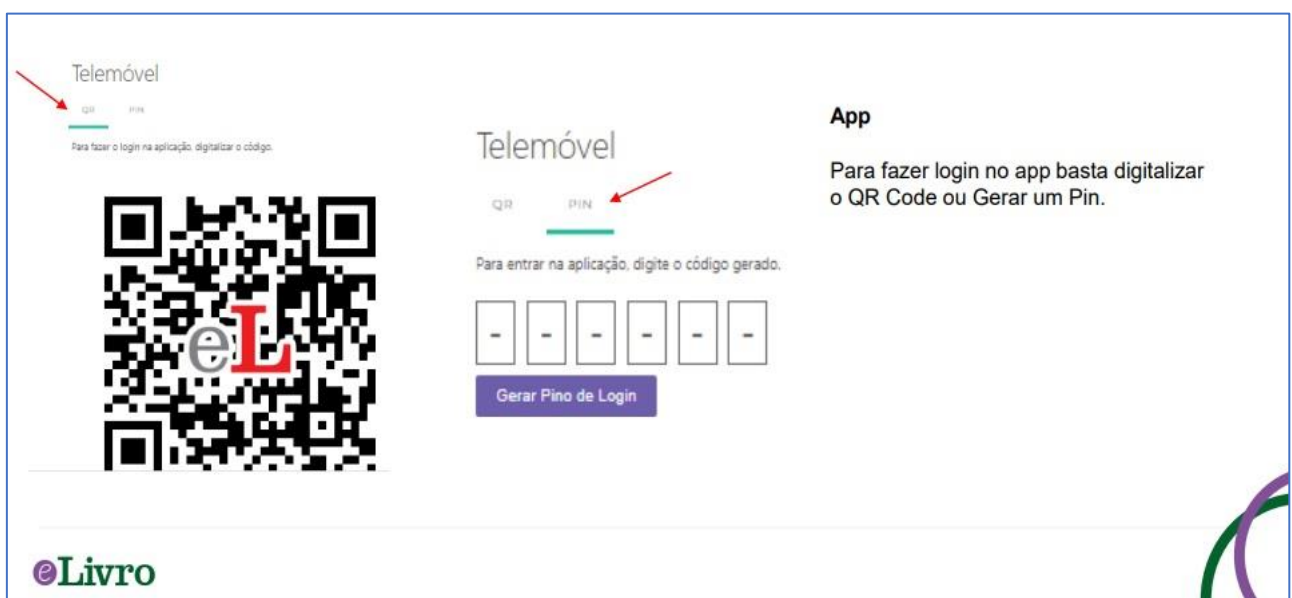 Telemóvel
QR PIN
Para fazer o login na aplicação, digitalizar o código.
eL
Telemóvel
QR PIN
Para entrar na aplicação, digite o código gerado.
- - - - - -
Gerar Pino de Login
App
Para fazer login no app basta digitalizar
o QR Code ou Gerar um Pin.
eLivro